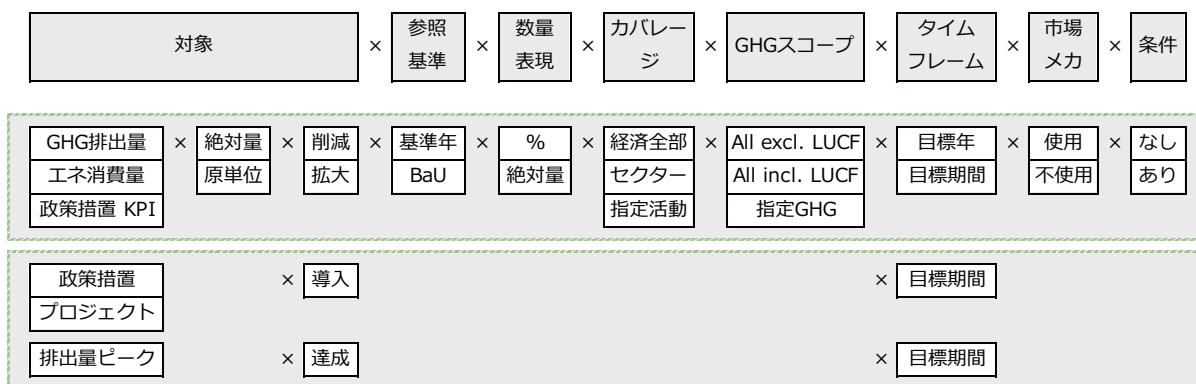 対象 × 参照基準 × 数量表現 × カバレージ × GHGスコープ × タイムフレーム × 市場メカ × 条件
GHG排出量 × 絶対量 × 削減 × 基準年 × % × 経済全部 × All excl. LUCF × 目標年 × 使用 × なし
エネ消費量 原単位 拡大 BaU 絶対量 セクター All incl. LUCF 目標期間 不使用 あり
政策措置 KPI 指定活動 指定GHG
政策措置 × 導入 × 目標期間
プロジェクト
排出量ピーク × 達成 × 目標期間